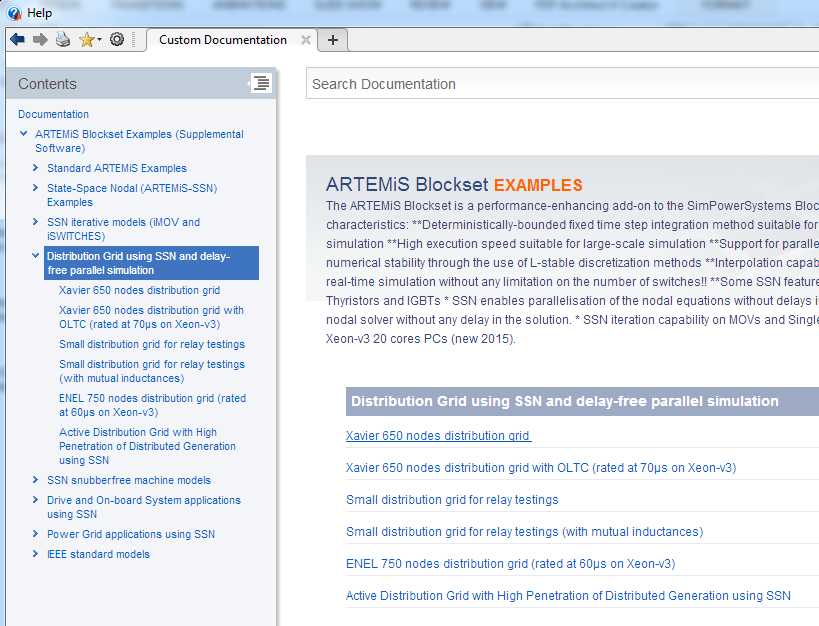 Help
Custom Documentation
Contents
Documentation
ARTEMiS Blockset Examples (Supplemental
Software)
Standard ARTEMiS Examples
State-Space Nodal (ARTEMiS-SSN)
Examples
SSN iterative models (iMOV and
iSWITCHES)
Distribution Grid using SSN and delay-
free parallel simulation
Xavier 650 nodes distribution grid
Xavier 650 nodes distribution grid with
OLTC (rated at 70µs on Xeon-v3)
Small distribution grid for relay testings
Small distribution grid for relay testings
(with mutual inductances)
ENEL 750 nodes distribution grid (rated
at 60µs on Xeon-v3)
Active Distribution Grid with High
Penetration of Distributed Generation
using SSN
SSN snubberfree machine models
Drive and On-board System applications
using SSN
Power Grid applications using SSN
IEEE standard models
Search Documentation
ARTEMiS Blockset EXAMPLES
The ARTEMiS Blockset is a performance-enhancing add-on to the SimPowerSystems Bloc
characteristics: **Deterministically-bounded fixed time step integration method suitable for
simulation **High execution speed suitable for large-scale simulation **Support for paralle
numerical stability through the use of L-stable discretization methods **Interpolation capab
real-time simulation without any limitation on the number of switches!! **Some SSN feature
Thyristors and IGBTs * SSN enables parallelisation of the nodal equations without delays i
nodal solver without any delay in the solution. * SSN iteration capability on MOVs and Single
Xeon-v3 20 cores PCs (new 2015).
Distribution Grid using SSN and delay-free parallel simulation
Xavier 650 nodes distribution grid
Xavier 650 nodes distribution grid with OLTC (rated at 70µs on Xeon-v3)
Small distribution grid for relay testings
Small distribution grid for relay testings (with mutual inductances)
ENEL 750 nodes distribution grid (rated at 60µs on Xeon-v3)
Active Distribution Grid with High Penetration of Distributed Generation using SSN